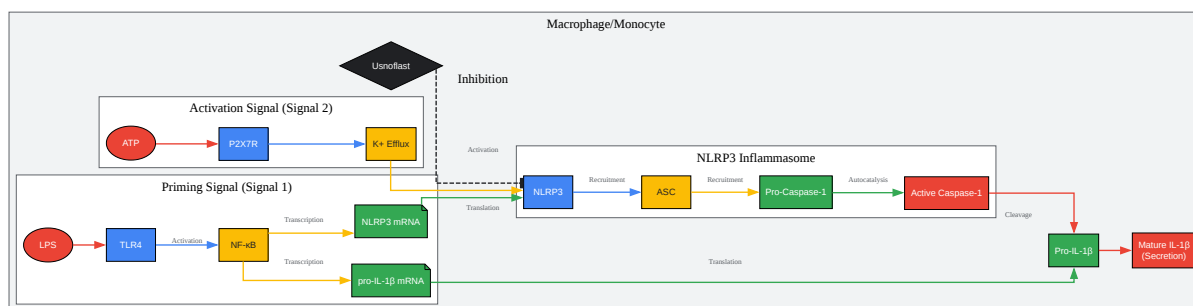 Macrophage/Monocyte
Usnoflast
Inhibition
Activation Signal (Signal 2)
ATP
P2X7R
K+ Efflux
Activation
NLRP3 Inflammasome
NLRP3
Recruitment
ASC
Recruitment
Pro-Caspase-1
Autocatalysis
Active Caspase-1
Priming Signal (Signal 1)
LPS
TLR4
Activation
NF-κB
Transcription
NLRP3 mRNA
Translation
Transcription
pro-IL-1β mRNA
Translation
Cleavage
Pro-IL-1β
Mature IL-1β
(Secretion)